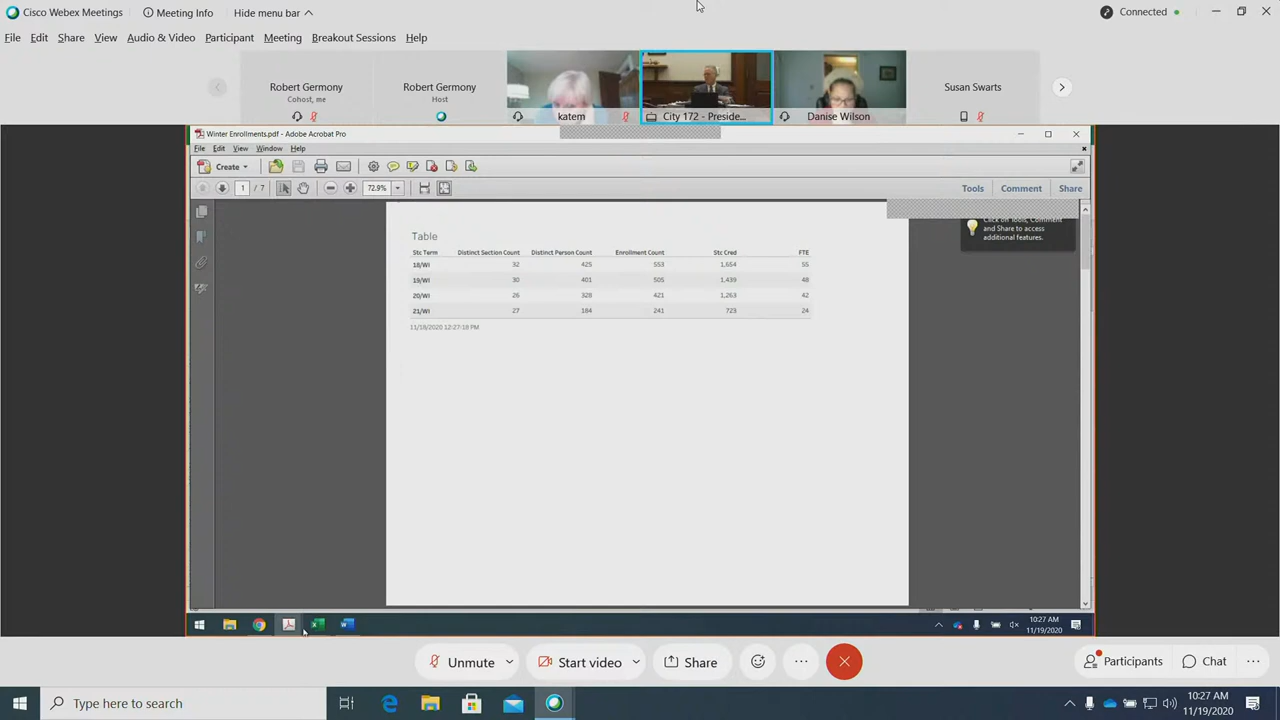 Cisco Webex Meetings Meeting Info Hide menu bar Connected
File Edit Share View Audio & Video Participant Meeting Breakout Sessions Help
Robert Germony
Cohost, me
Robert Germony
Host
katem
City 172 - Preside...
Danise Wilson
Susan Swarts
Winter Enrollments.pdf - Adobe Acrobat Pro
File Edit View Window Help
Create
1 / 7 72.9% Tools Comment Share
Click on Tools, Comment
and Share to access
additional features.
Table
Stc Term Distinct Section Count Distinct Person Count Enrollment Count Stc Cred FTE
18/WI 32 425 553 1,654 55
19/WI 30 401 505 1,439 48
20/WI 26 328 421 1,263 42
21/WI 27 184 241 723 24
11/18/2020 12:27:18 PM
10:27 AM
11/19/2020
Unmute Start video Share Participants Chat
Type here to search
10:27 AM
11/19/2020